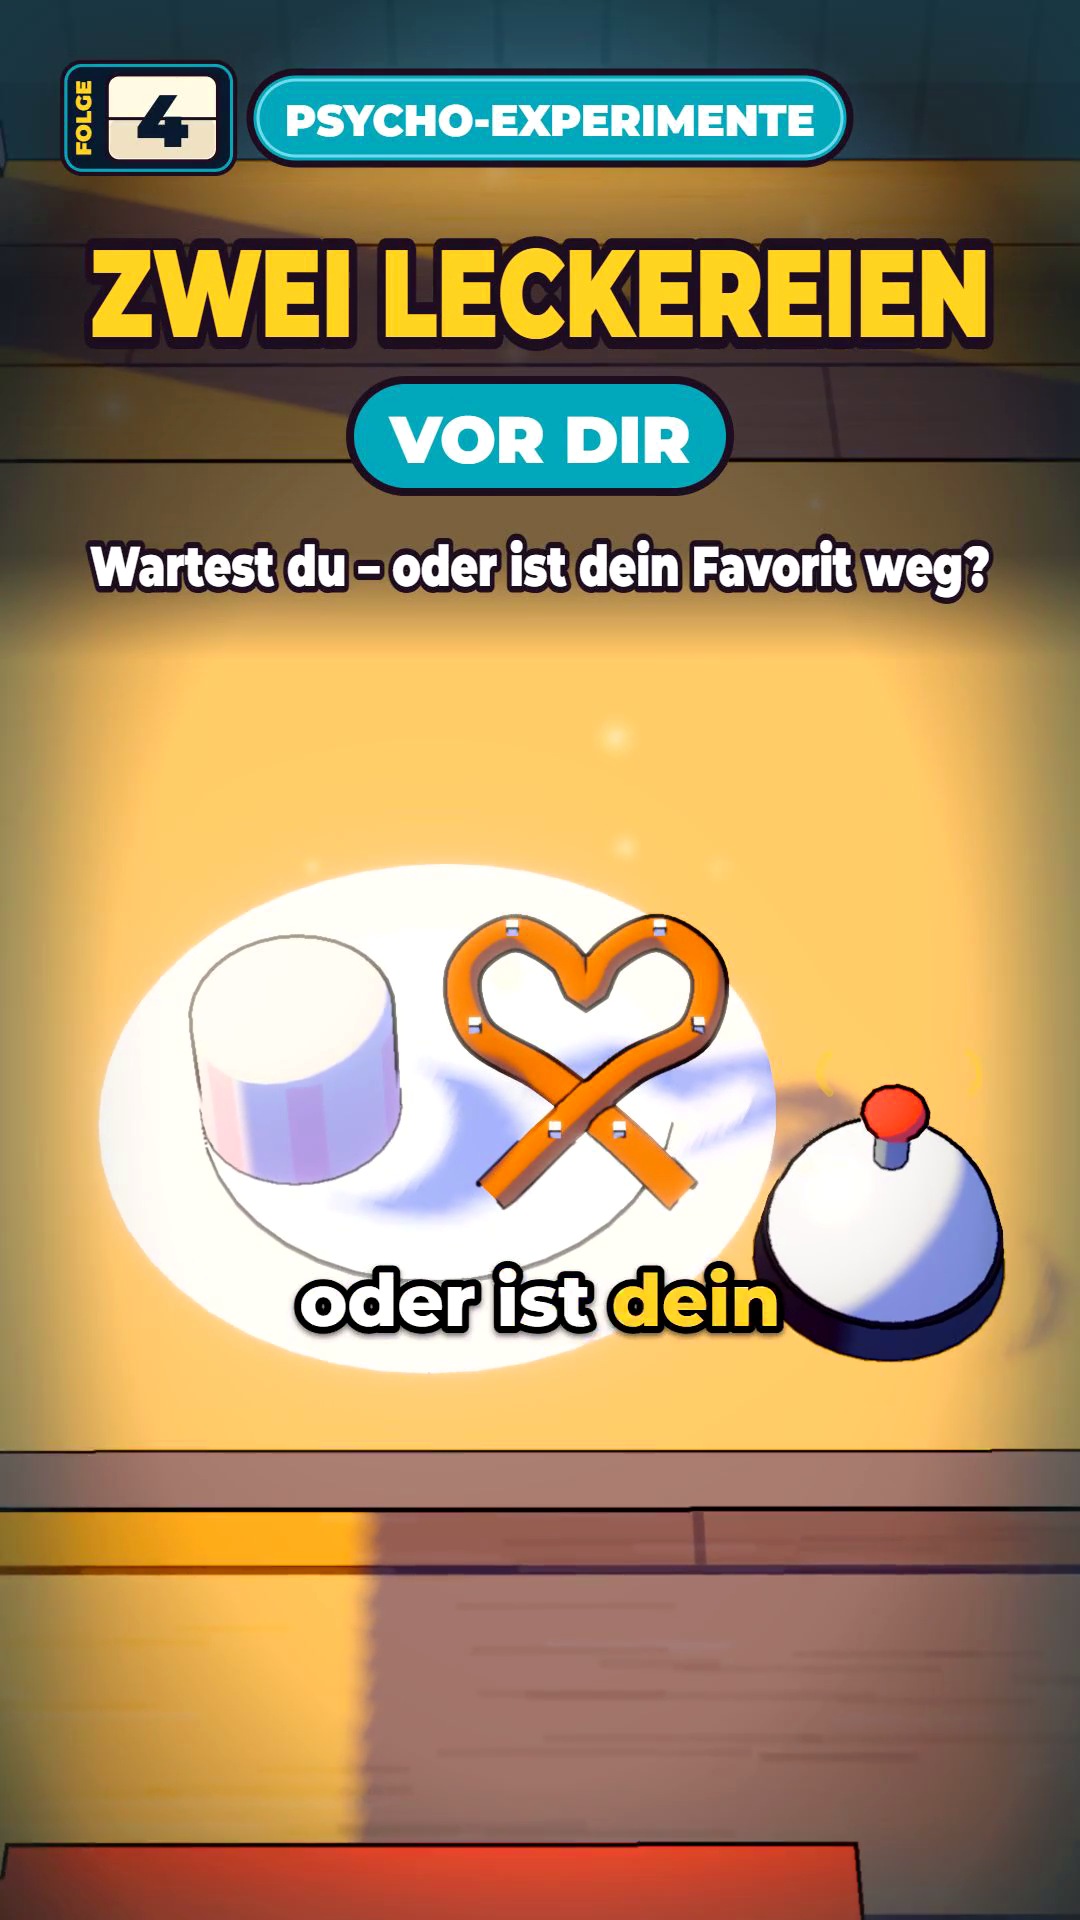 FOLGE
4
PSYCHO-EXPERIMENTE
ZWEI LECKEREIEN
VOR DIR
Wartest du – oder ist dein Favorit weg?
oder ist dein